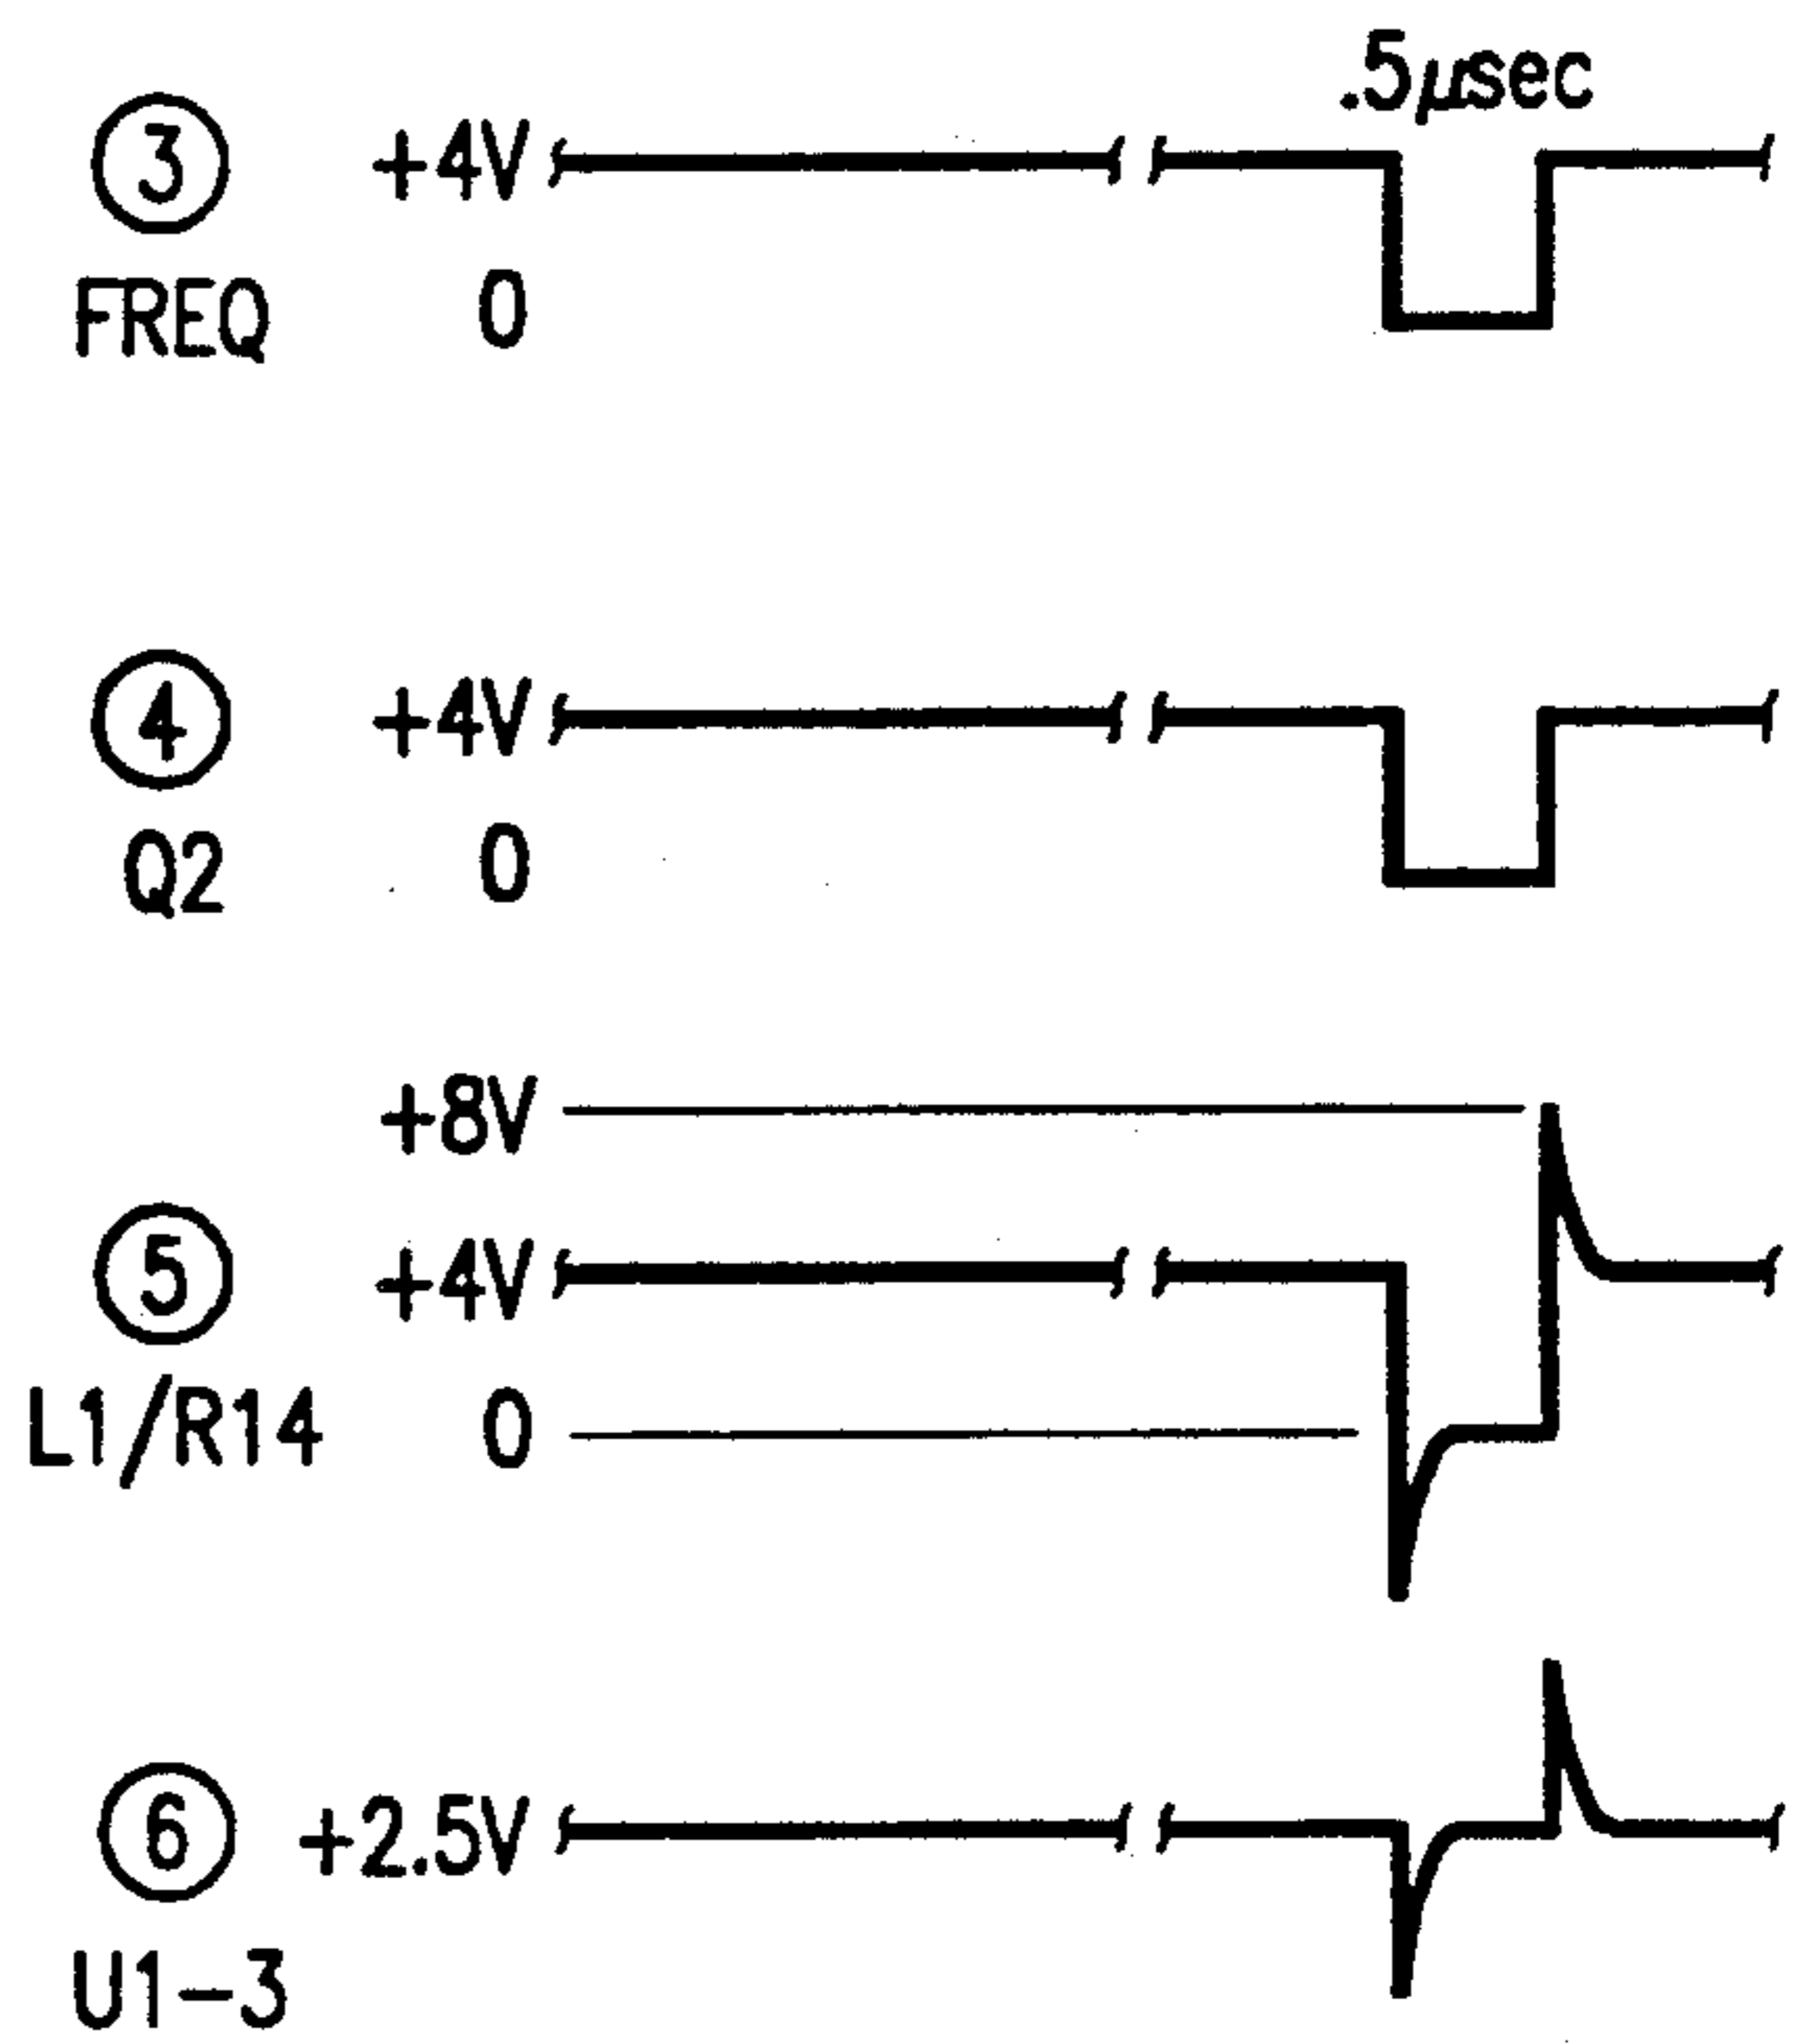 .5µsec
3 +4V
FREQ 0
4 +4V
Q2 0
+8V
5 +4V
L1/R14 0
6 +2.5V
U1-3